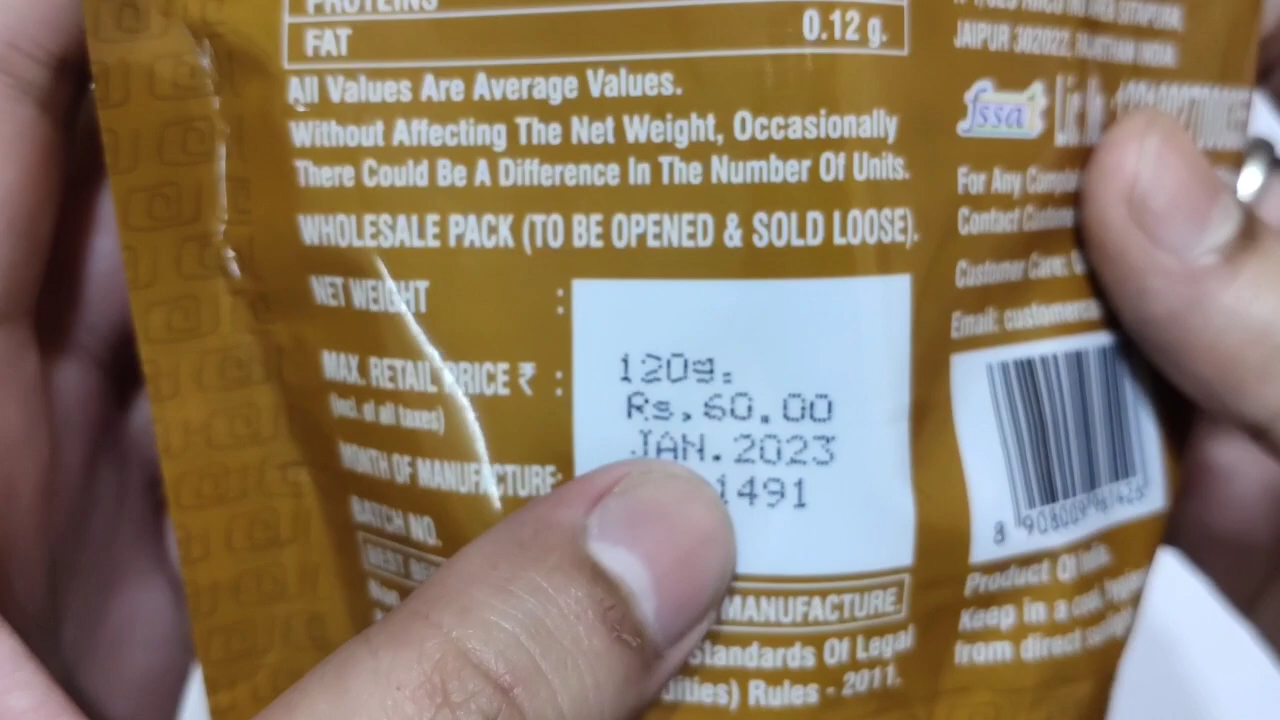 PROTEINS
FAT 0.12 g.
All Values Are Average Values.
Without Affecting The Net Weight, Occasionally
There Could Be A Difference In The Number Of Units.
WHOLESALE PACK (TO BE OPENED & SOLD LOOSE).
NET WEIGHT :
120g.
MAX. RETAIL PRICE ₹ :
Rs.60.00
(Incl. of all taxes)
MONTH OF MANUFACTURE:
JAN.2023
BATCH NO.
1491
MANUFACTURE.
Standards Of Legal
Rules - 2011.
JAIPUR 302022,
fssai
For Any
Contact
Customer Care:
Email:
Product Of India.
Keep in a cool
from direct